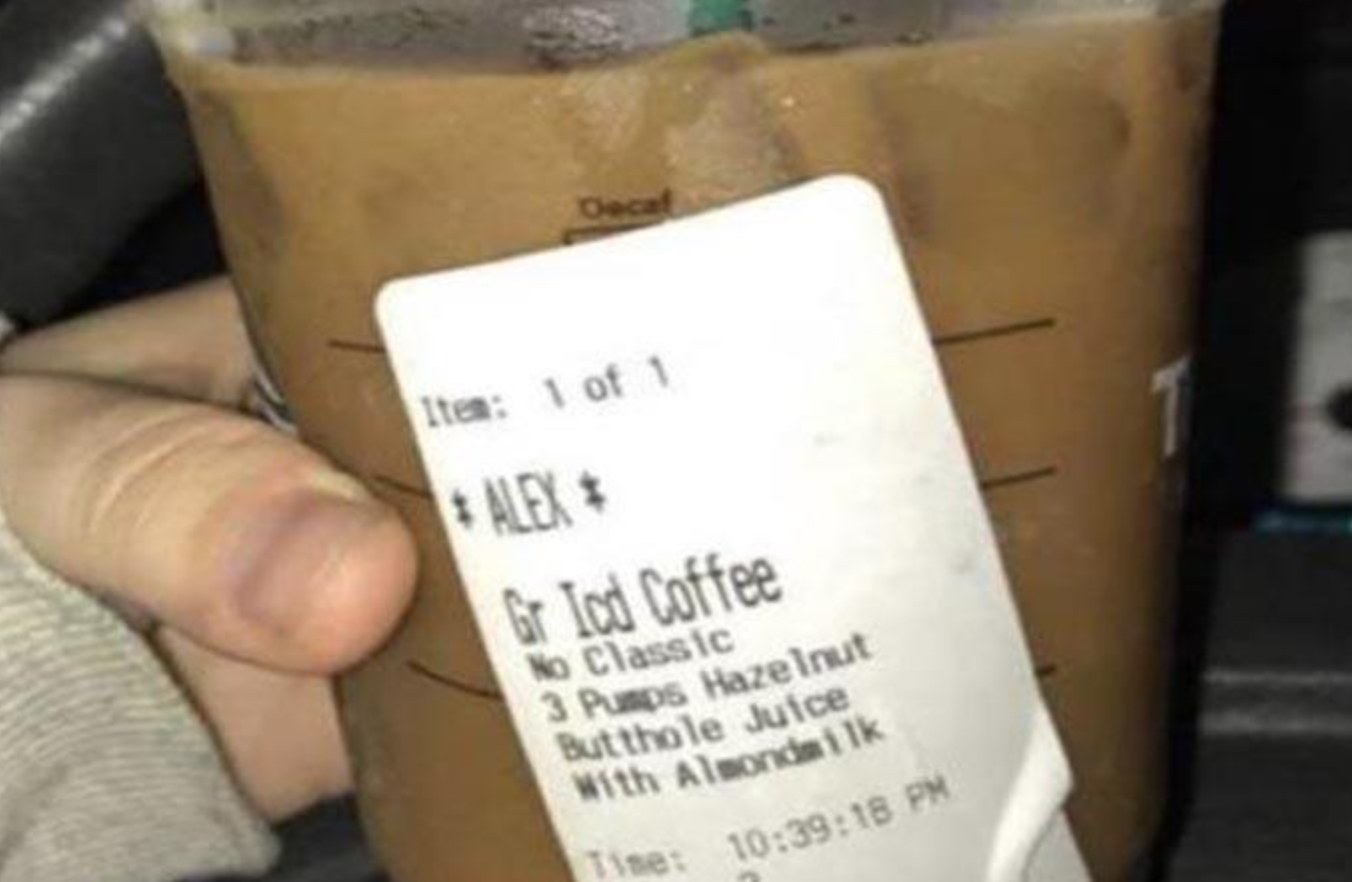 Decaf
Item: 1 of 1
* ALEX *
Gr Icd Coffee
No Classic
3 Pumps Hazelnut
Butthole Juice
With Almondmilk
Time: 10:39:18 PM
T